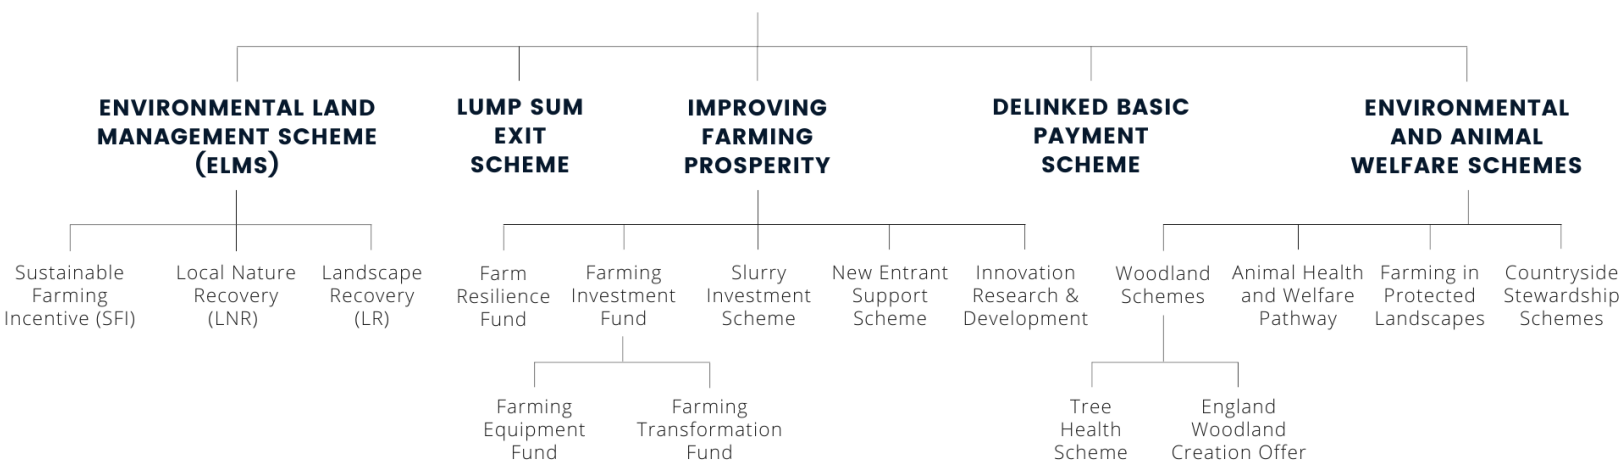 ENVIRONMENTAL LAND
MANAGEMENT SCHEME
(ELMS)
LUMP SUM
EXIT
SCHEME
IMPROVING
FARMING
PROSPERITY
DELINKED BASIC
PAYMENT
SCHEME
ENVIRONMENTAL
AND ANIMAL
WELFARE SCHEMES
Sustainable
Farming
Incentive (SFI)
Local Nature
Recovery
(LNR)
Landscape
Recovery
(LR)
Farm
Resilience
Fund
Farming
Investment
Fund
Slurry
Investment
Scheme
New Entrant
Support
Scheme
Innovation
Research &
Development
Woodland
Schemes
Animal Health
and Welfare
Pathway
Farming in
Protected
Landscapes
Countryside
Stewardship
Schemes
Farming
Equipment
Fund
Farming
Transformation
Fund
Tree
Health
Scheme
England
Woodland
Creation Offer